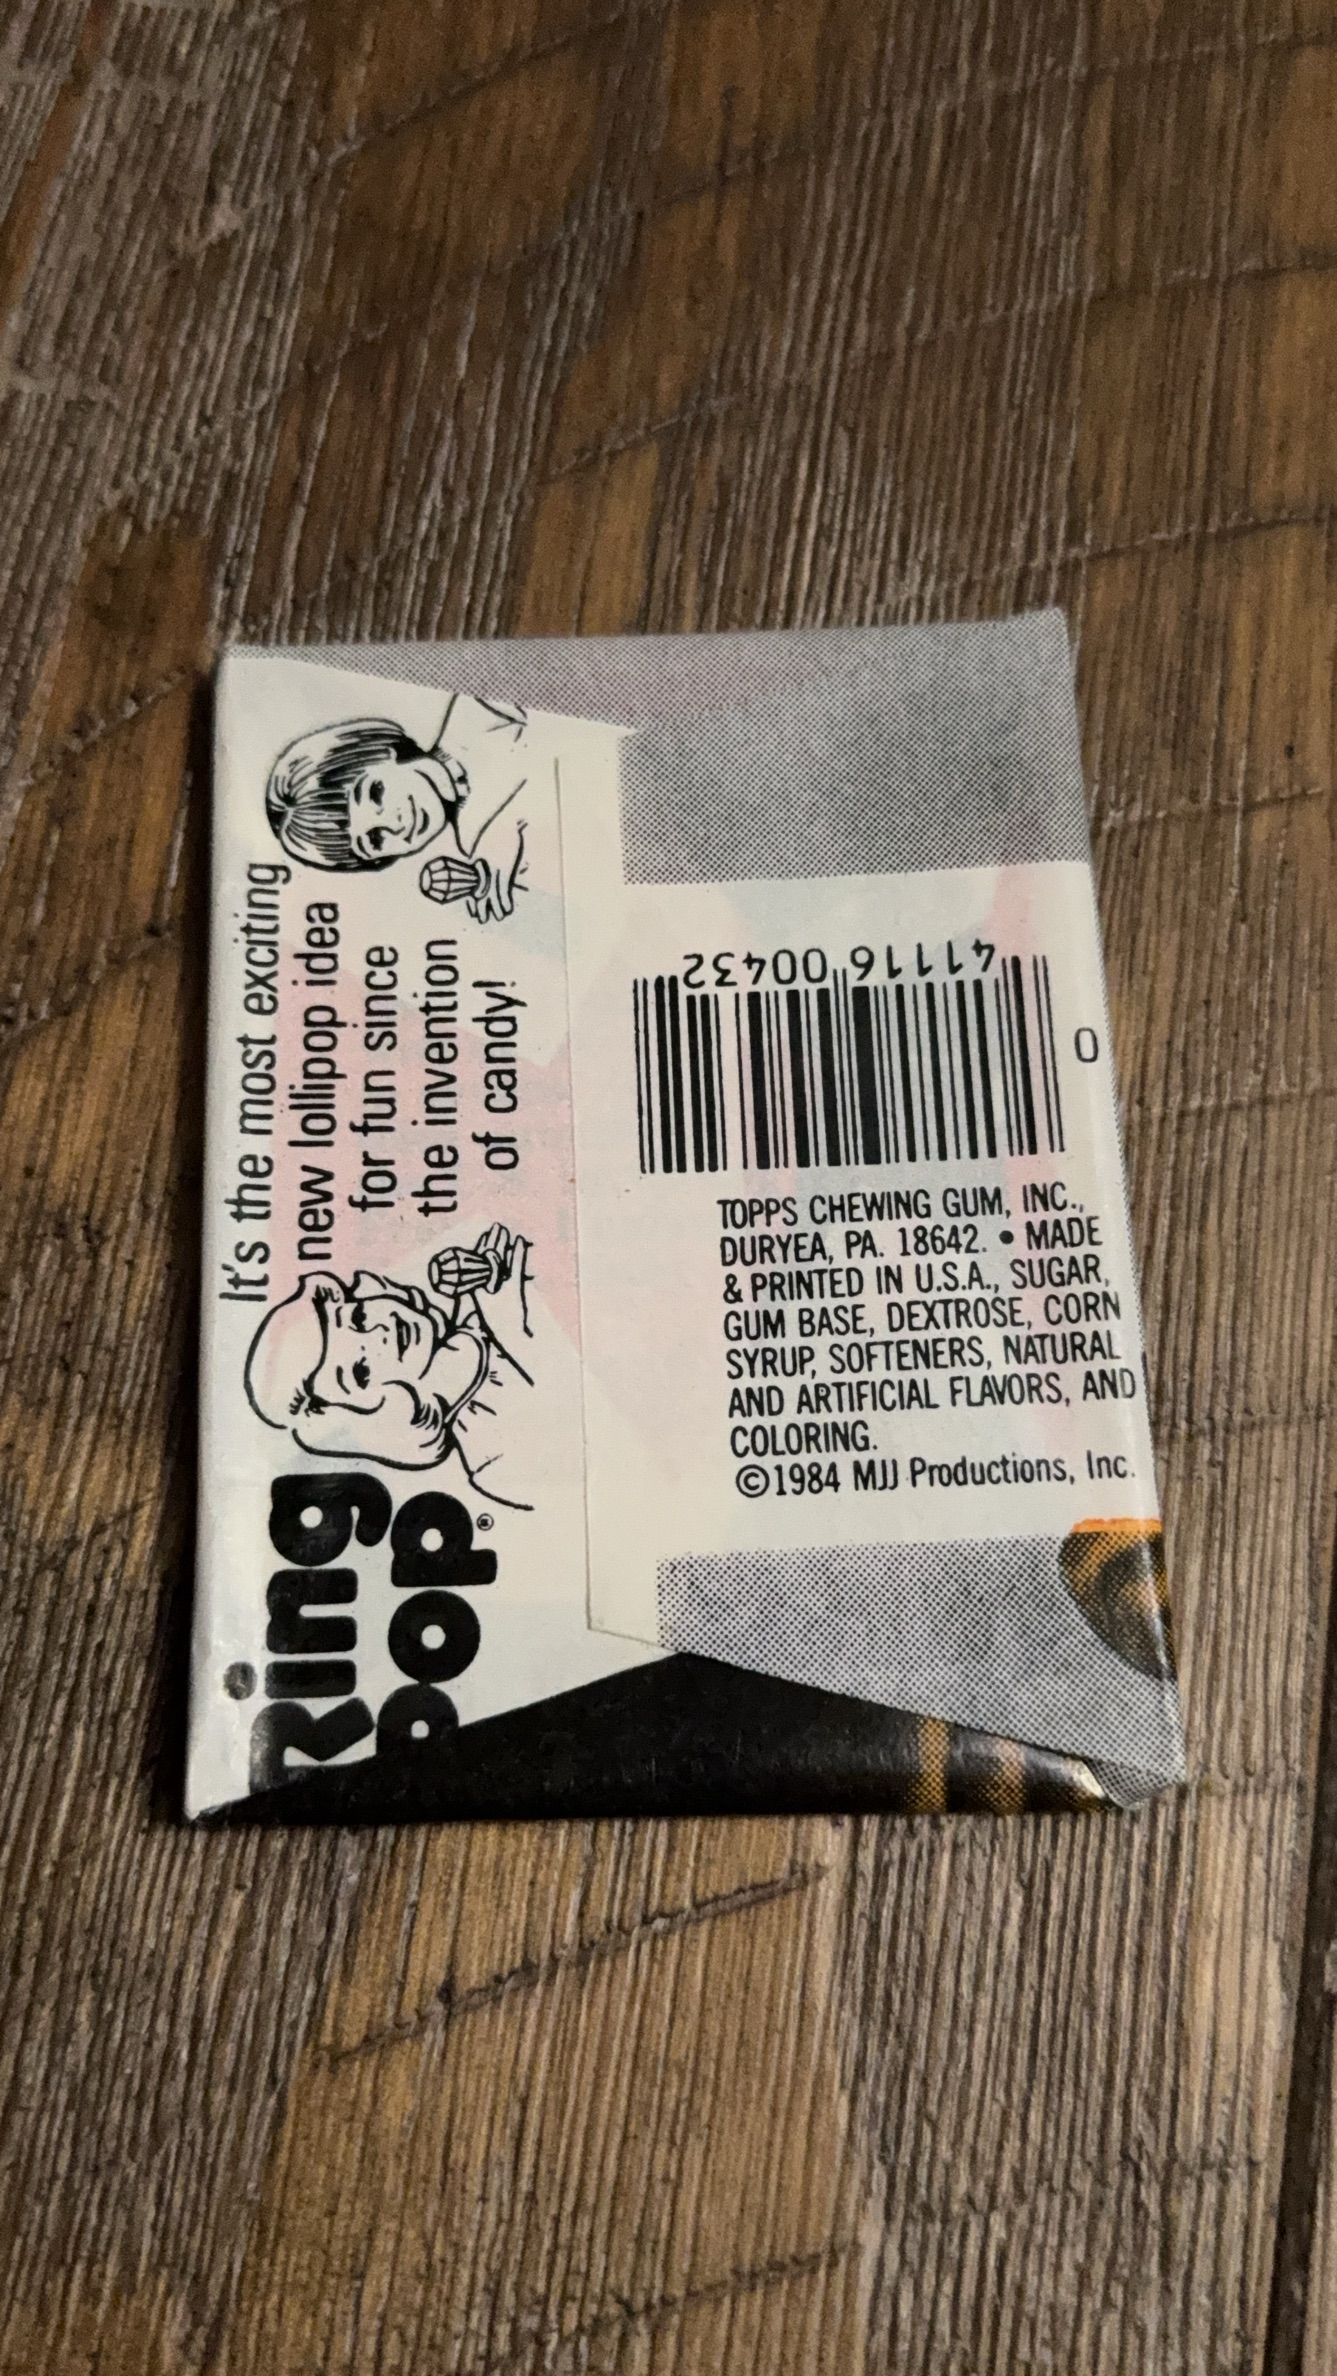 It's the most exciting
new lollipop idea
for fun since
the invention
of candy!
Ring
pop®
0
41116 00432
TOPPS CHEWING GUM, INC.,
DURYEA, PA. 18642. • MADE
& PRINTED IN U.S.A., SUGAR,
GUM BASE, DEXTROSE, CORN
SYRUP, SOFTENERS, NATURAL
AND ARTIFICIAL FLAVORS, AND
COLORING.
©1984 MJJ Productions, Inc.